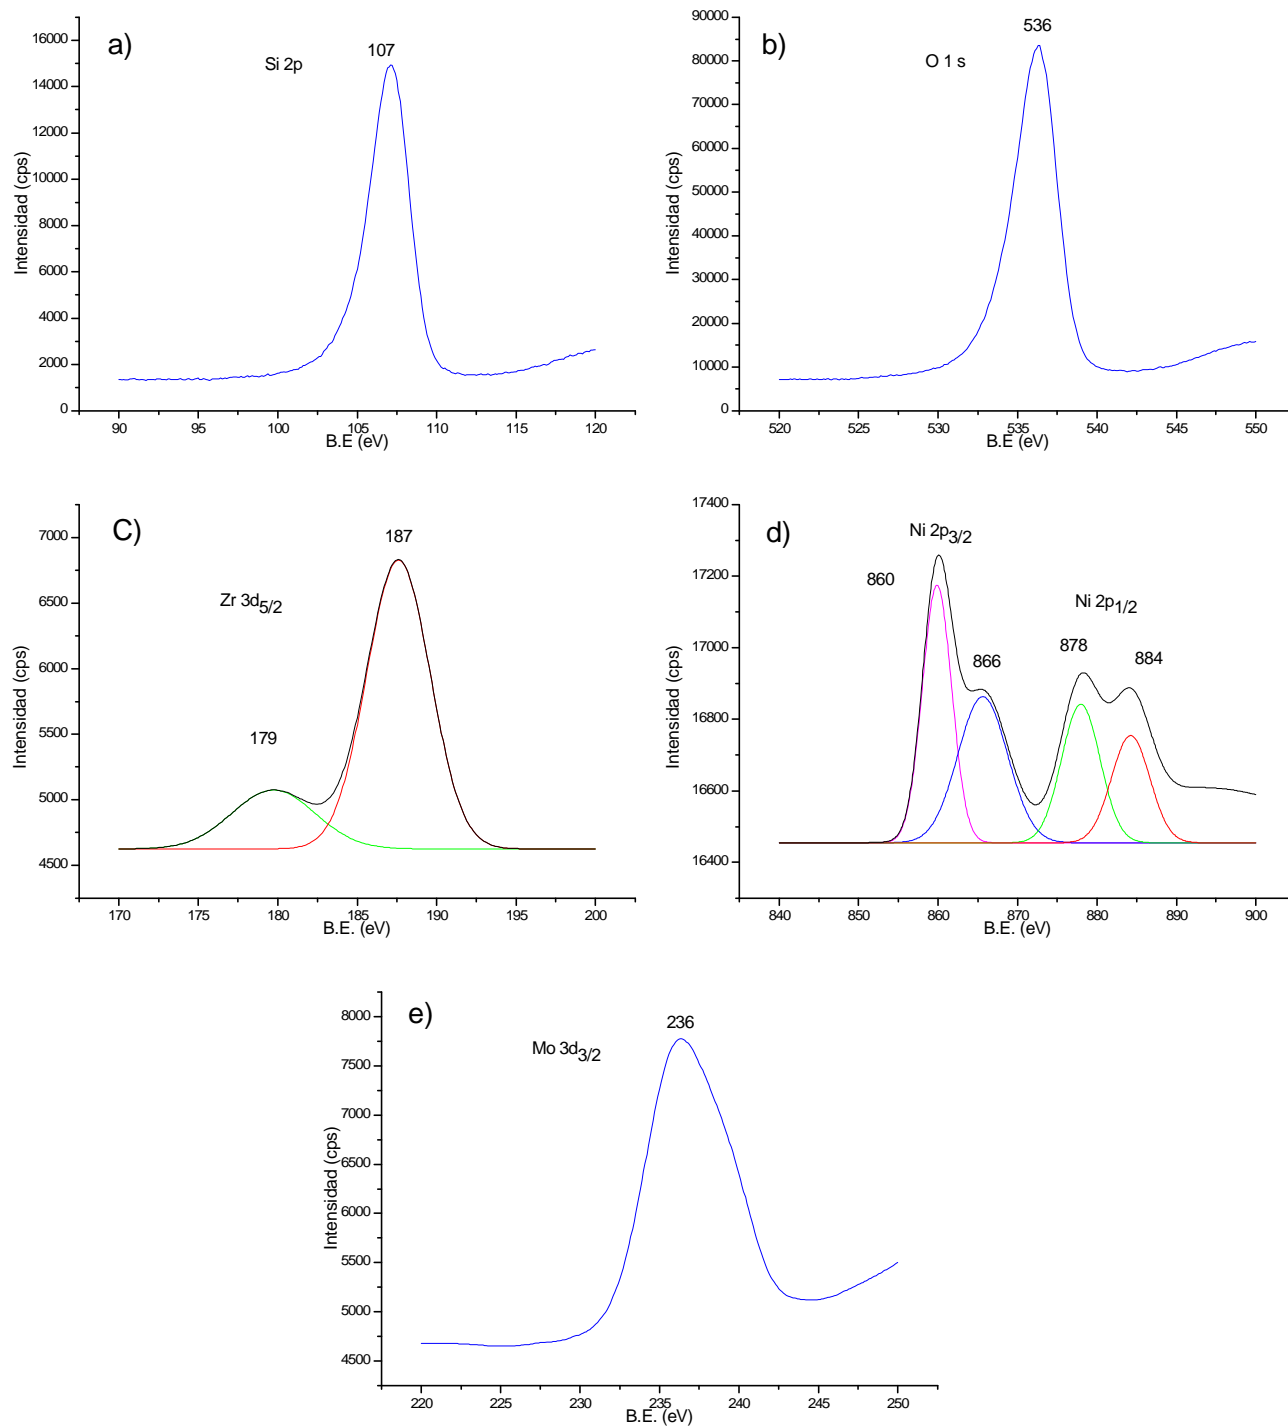 a)
Si 2p
107
Intensidad (cps)
16000
14000
12000
10000
8000
6000
4000
2000
0
90 95 100 105 110 115 120
B.E (eV)
b)
O 1 s
536
Intensidad (cps)
90000
80000
70000
60000
50000
40000
30000
20000
10000
0
520 525 530 535 540 545 550
B.E (eV)
C)
Zr 3d5/2
187
179
Intensidad (cps)
7000
6500
6000
5500
5000
4500
170 175 180 185 190 195 200
B.E. (eV)
d)
Ni 2p3/2
860
866
Ni 2p1/2
878
884
Intensidad (cps)
17400
17200
17000
16800
16600
16400
840 850 860 870 880 890 900
B.E. (eV)
e)
Mo 3d3/2
236
Intensidad (cps)
8000
7500
7000
6500
6000
5500
5000
4500
220 225 230 235 240 245 250
B.E. (eV)